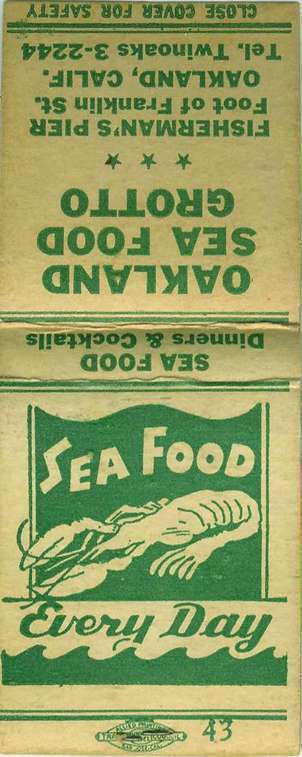 CLOSE COVER FOR SAFETY
OAKLAND
SEA FOOD
GROTTO
FISHERMAN'S PIER
Foot of Franklin St.
OAKLAND, CALIF.
Tel. Twinoaks 3-2244
SEA FOOD
Dinners & Cocktails
SEA FOOD
Every Day
43